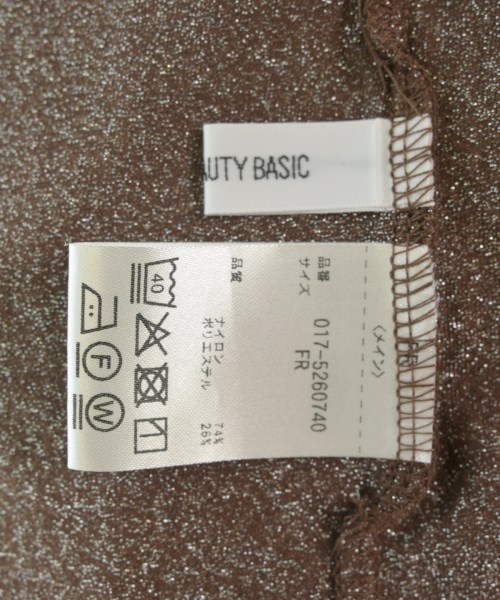 AUTY BASIC
〈メイン〉
品番 017-5260740
サイズ FR
品質
ナイロン 74%
ポリエステル 26%
40
F
W